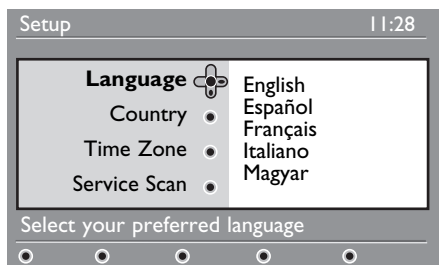 Setup 11:28
Language
Country
Time Zone
Service Scan
English
Español
Français
Italiano
Magyar
Select your preferred language